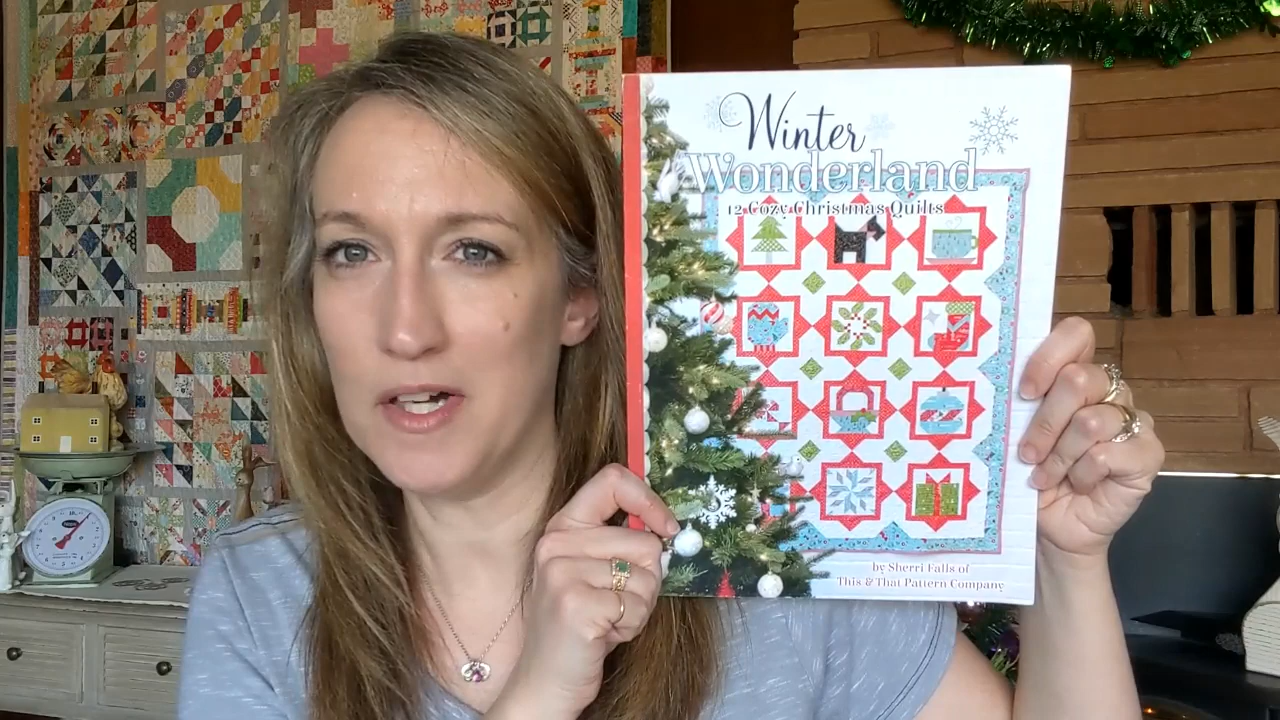 Winter
Wonderland
12 Cozy Christmas Quilts
by Sherri Falls of
This & That Pattern Company